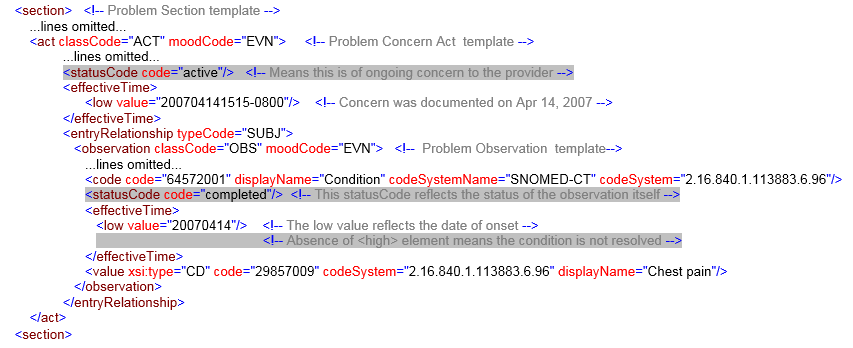 <section>   <!-- Problem Section template -->
...lines omitted...
<act classCode="ACT" moodCode="EVN">   <!-- Problem Concern Act  template -->
...lines omitted...
<statusCode code="active"/>   <!-- Means this is of ongoing concern to the provider -->
<effectiveTime>
<low value="200704141515-0800"/>   <!-- Concern was documented on Apr 14, 2007 -->
</effectiveTime>
<entryRelationship typeCode="SUBJ">
<observation classCode="OBS" moodCode="EVN">   <!--  Problem Observation  template-->
...lines omitted...
<code code="64572001" displayName="Condition" codeSystemName="SNOMED-CT" codeSystem="2.16.840.1.113883.6.96"/>
<statusCode code="completed"/>  <!-- This statusCode reflects the status of the observation itself -->
<effectiveTime>
<low value="20070414"/>   <!-- The low value reflects the date of onset -->
<!-- Absence of <high> element means the condition is not resolved -->
</effectiveTime>
<value xsi:type="CD" code="29857009" codeSystem="2.16.840.1.113883.6.96" displayName="Chest pain"/>
</observation>
</entryRelationship>
</act>
<section>